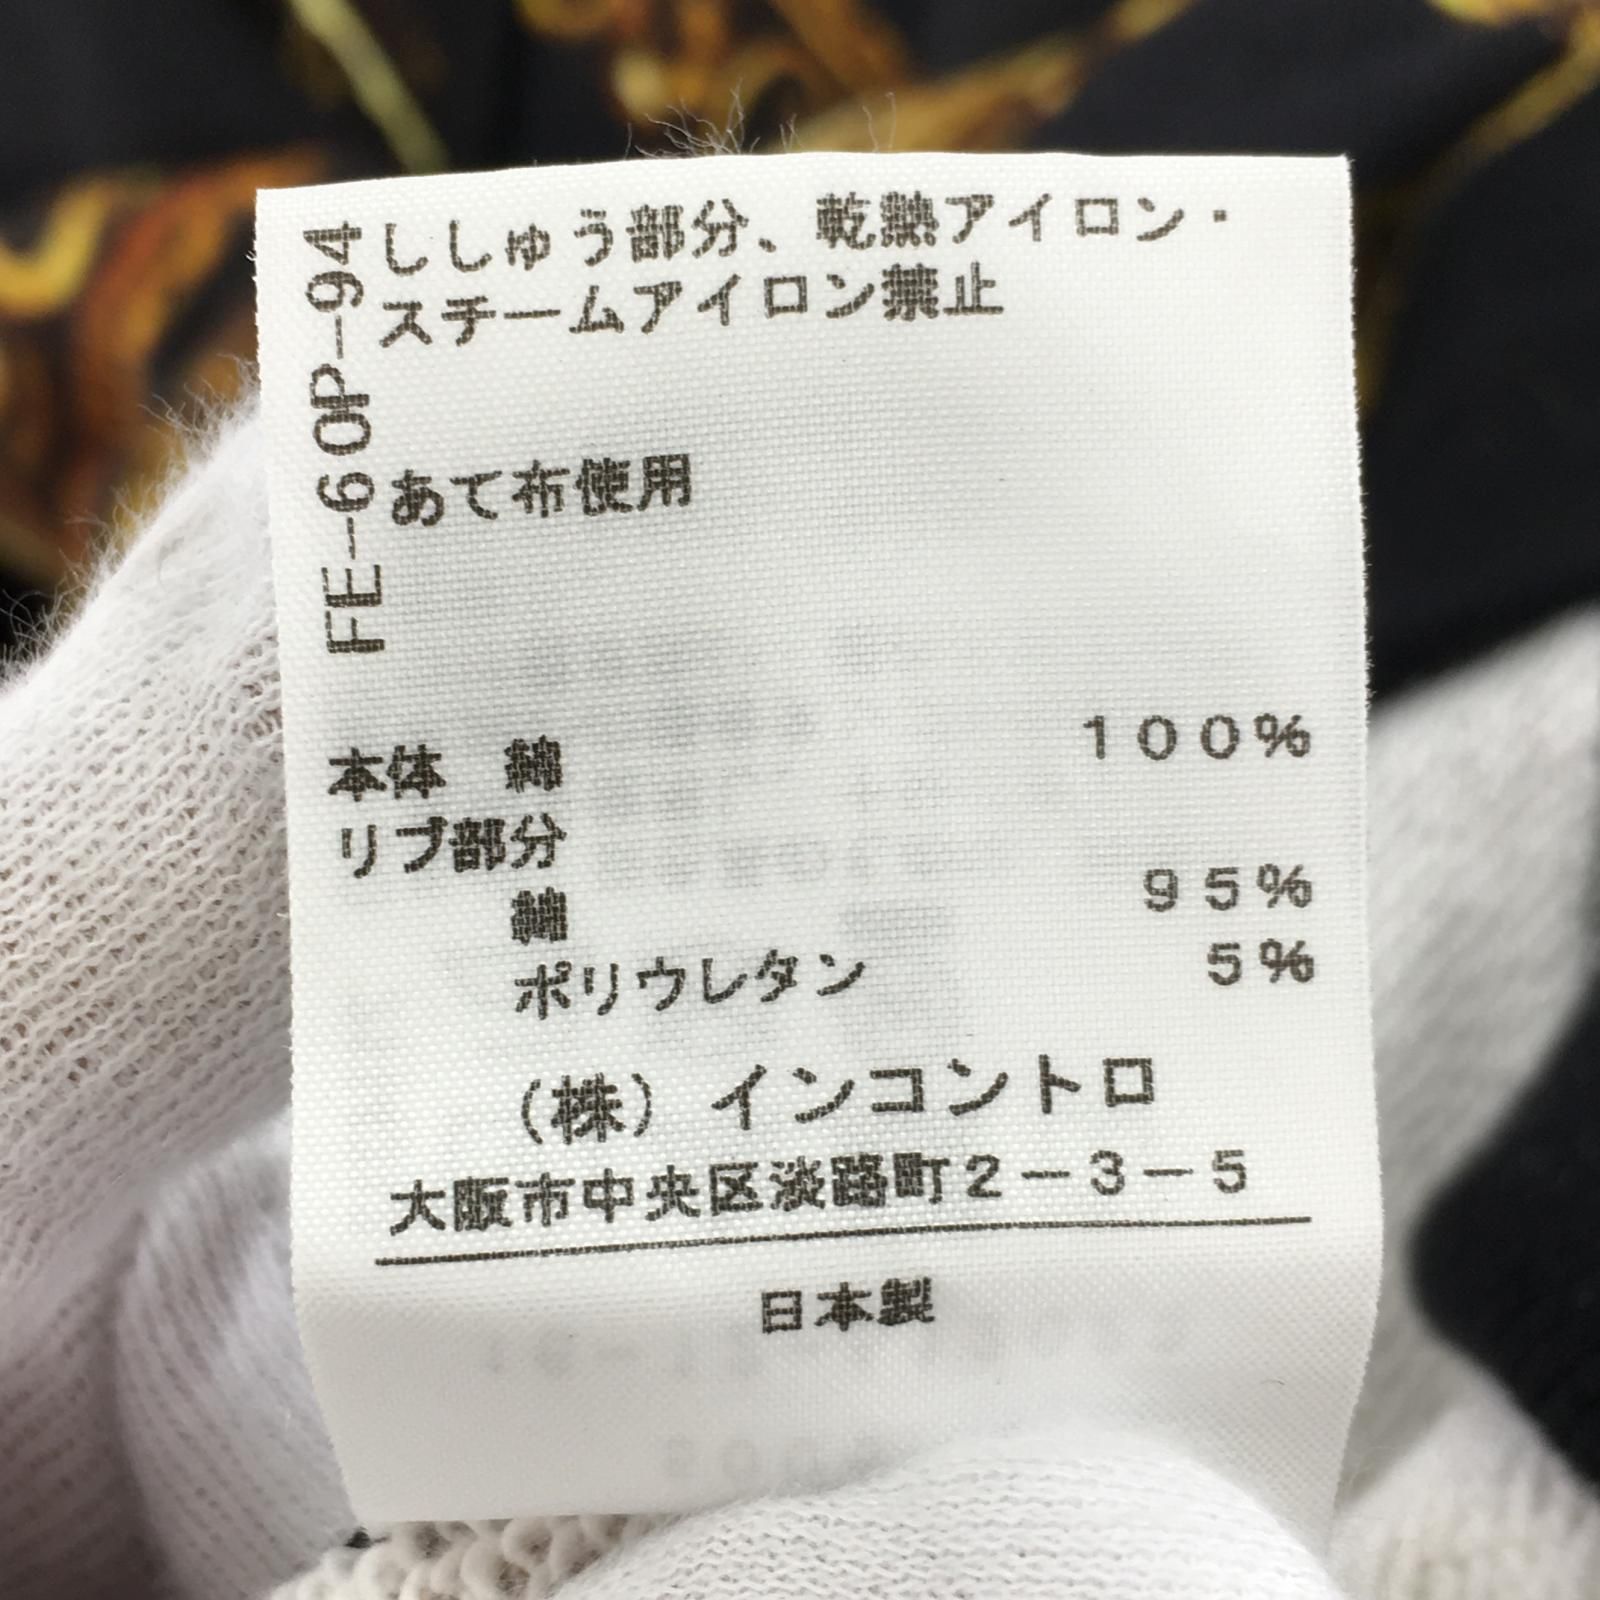 FE-60P-94
ししゅう部分、乾熱アイロン・
スチームアイロン禁止
あて布使用
本体 綿 100%
リブ部分
綿 95%
ポリウレタン 5%
(株) インコントロ
大阪市中央区淡路町2-3-5
日本製